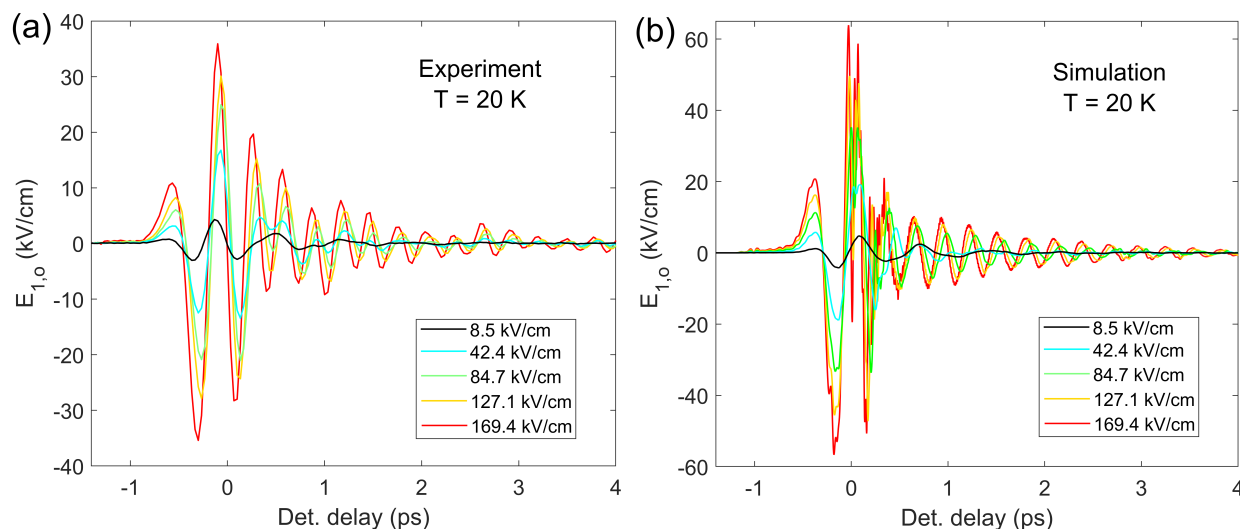 (a)
Experiment
T = 20 K
E1,o (kV/cm)
40
30
20
10
0
-10
-20
-30
-40
-1
0
1
2
3
4
Det. delay (ps)
8.5 kV/cm
42.4 kV/cm
84.7 kV/cm
127.1 kV/cm
169.4 kV/cm
(b)
Simulation
T = 20 K
E1,o (kV/cm)
60
40
20
0
-20
-40
-60
-1
0
1
2
3
4
Det. delay (ps)
8.5 kV/cm
42.4 kV/cm
84.7 kV/cm
127.1 kV/cm
169.4 kV/cm